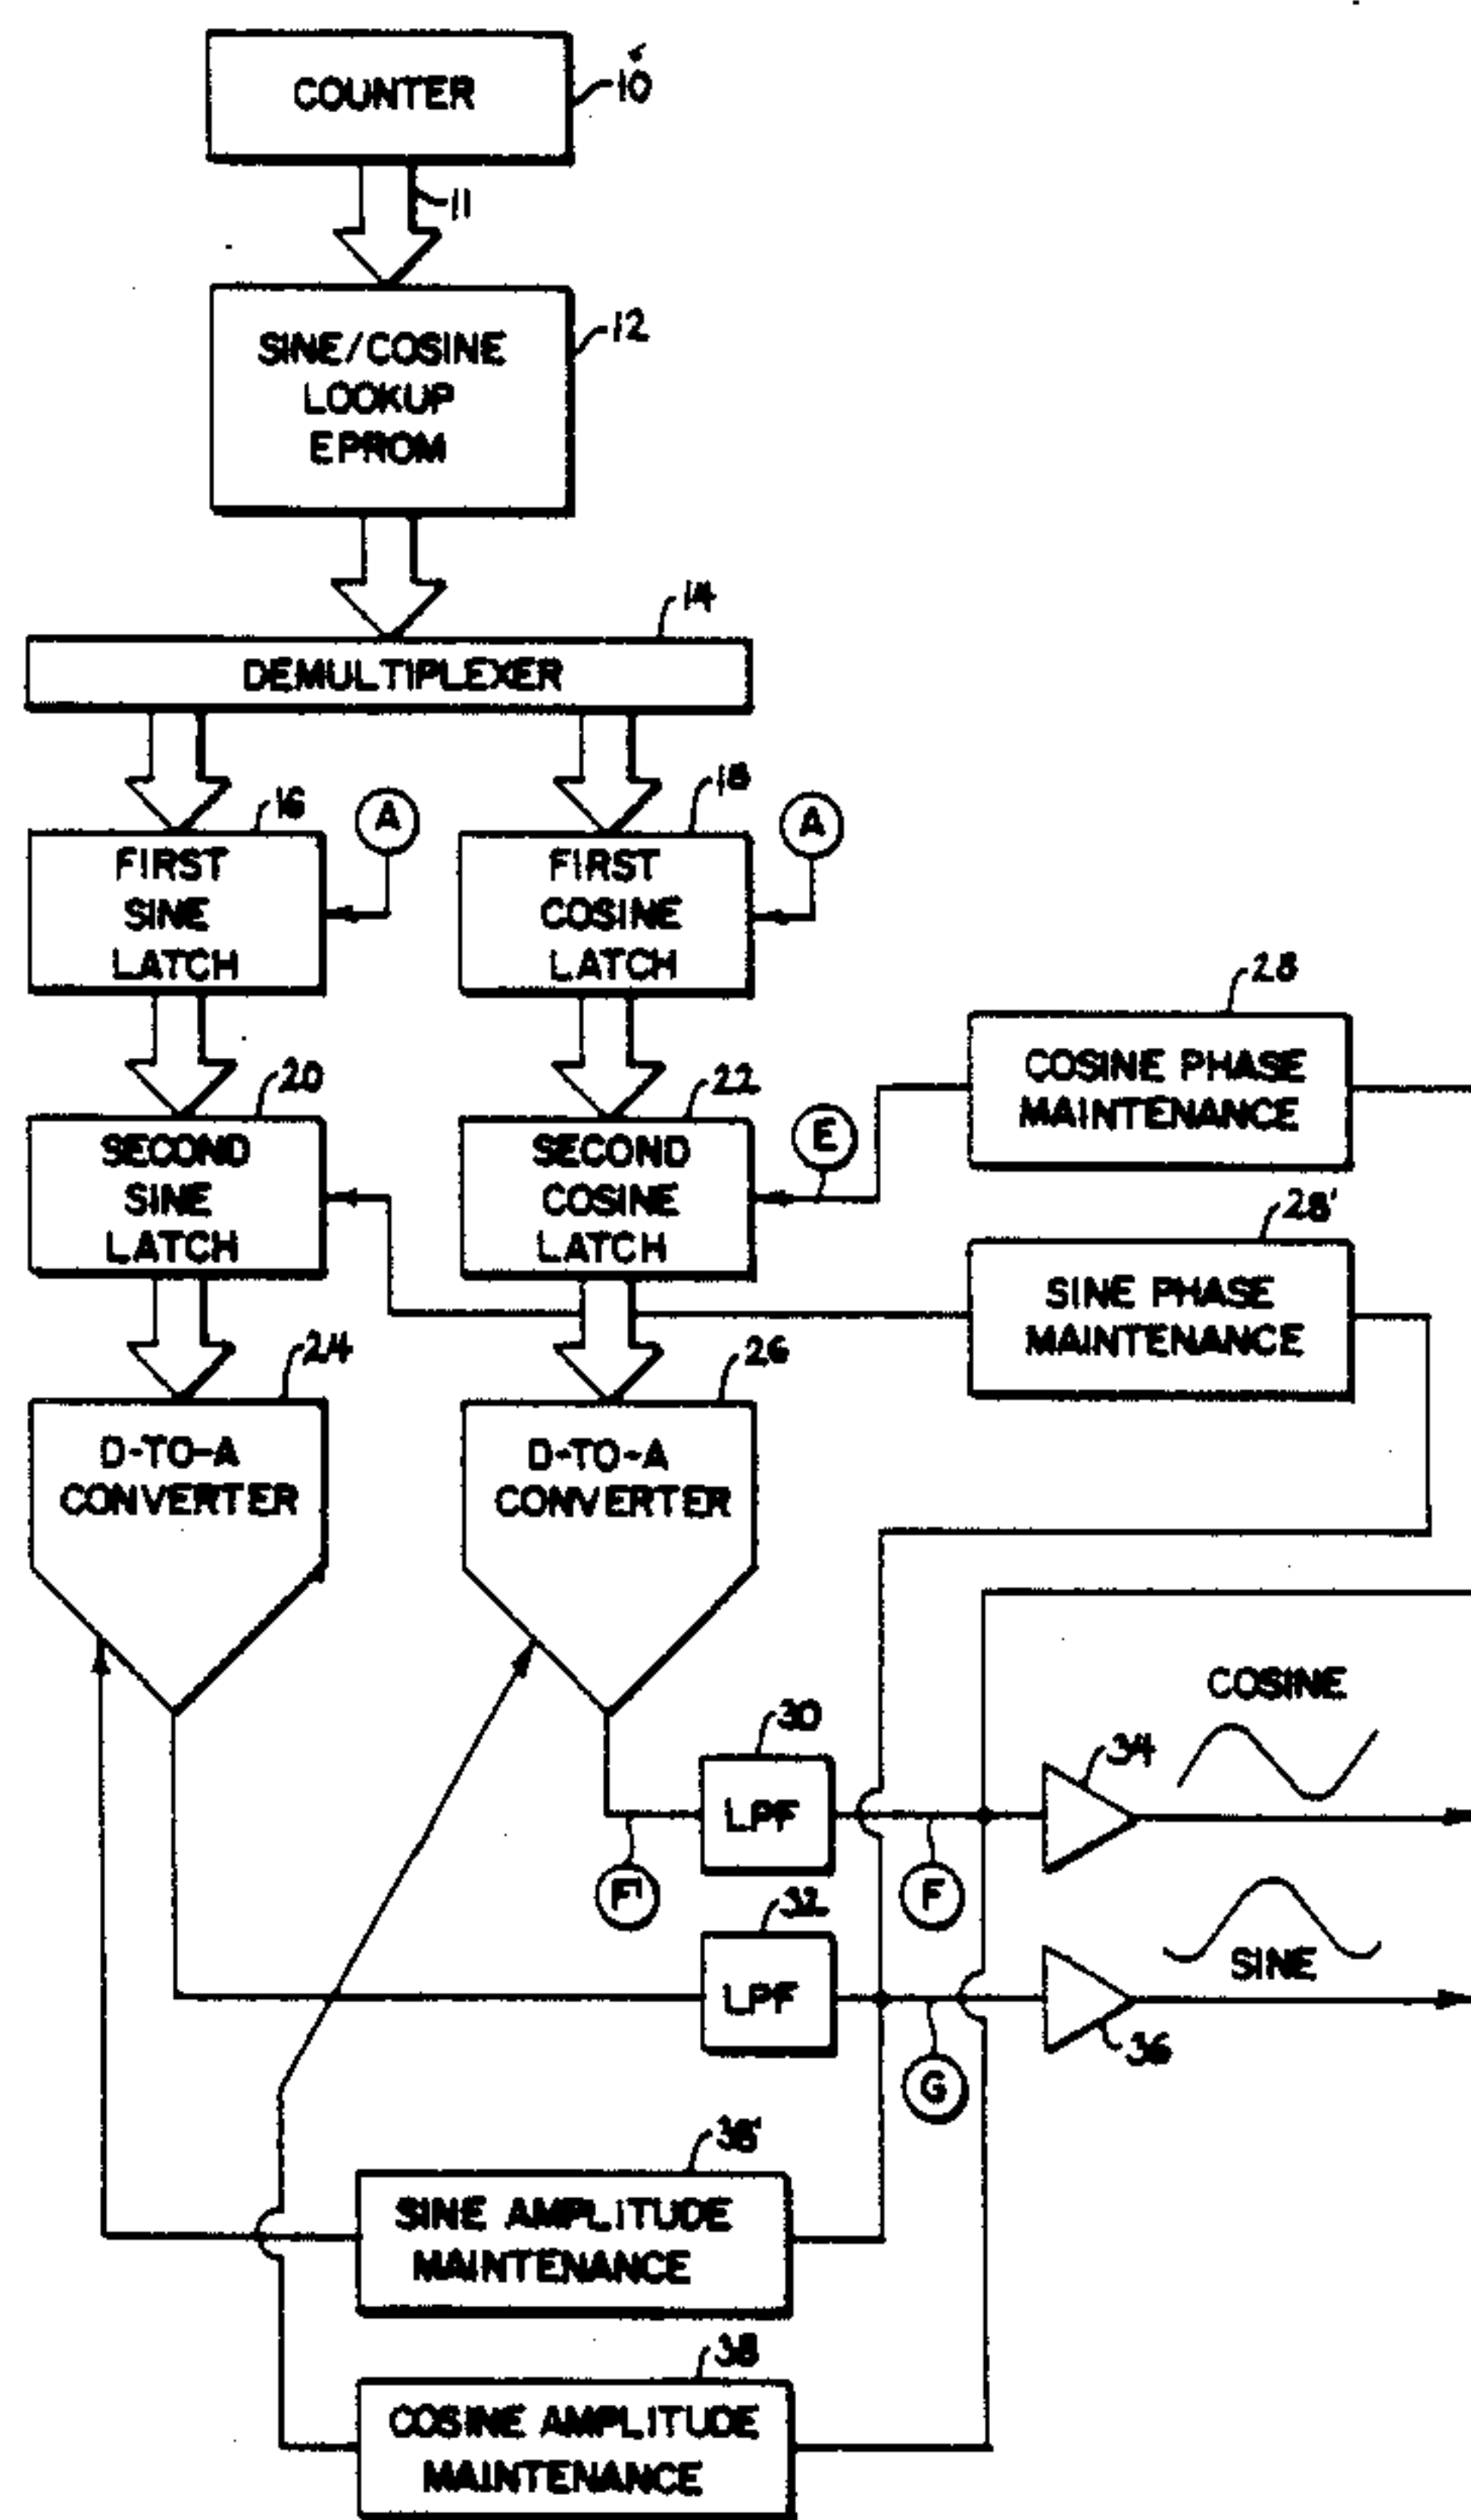 COUNTER
10
11
SINE/COSINE
LOOKUP
EPROM
12
14
DEMULTIPLEXER
16
A
18
A
FIRST
SINE
LATCH
FIRST
COSINE
LATCH
28
COSINE PHASE
MAINTENANCE
20
22
E
SECOND
SINE
LATCH
SECOND
COSINE
LATCH
28'
SINE PHASE
MAINTENANCE
24
26
D-TO-A
CONVERTER
D-TO-A
CONVERTER
COSINE
30
34
LPF
F
32
SINE
LPF
36
G
38'
SINE AMPLITUDE
MAINTENANCE
38
COSINE AMPLITUDE
MAINTENANCE